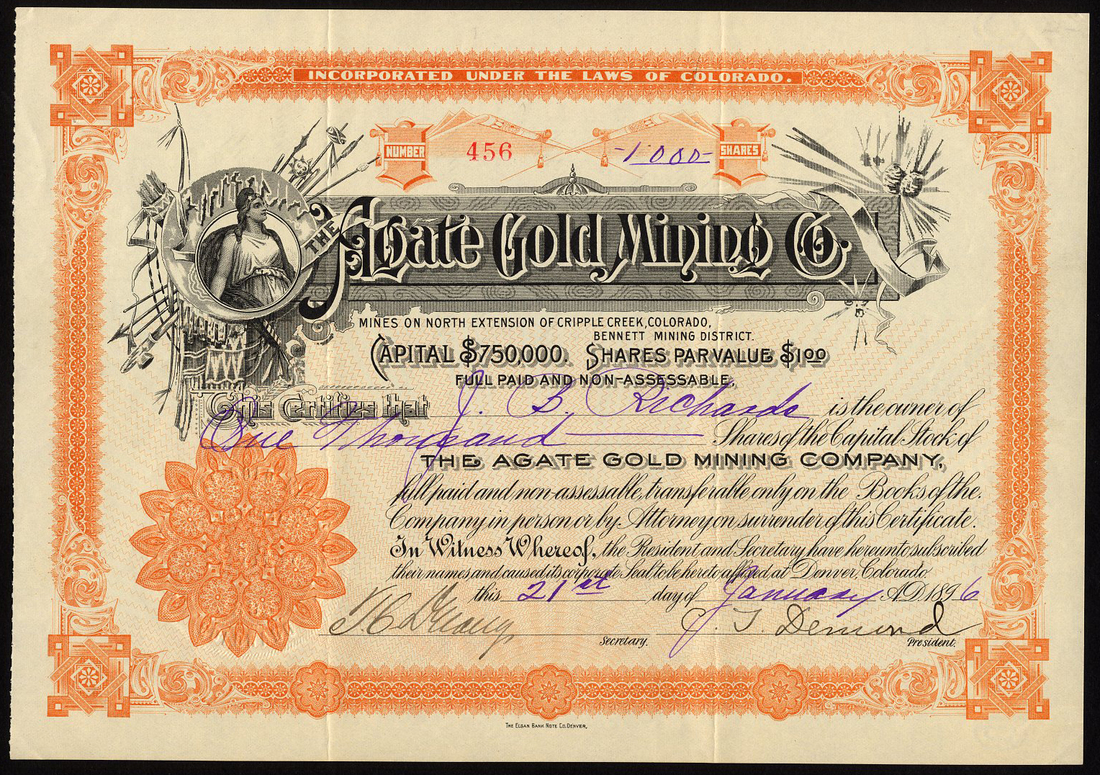 INCORPORATED UNDER THE LAWS OF COLORADO.
NUMBER 456 -1000- SHARES
THE Agate Gold Mining Co.
MINES ON NORTH EXTENSION OF CRIPPLE CREEK, COLORADO,
BENNETT MINING DISTRICT.
CAPITAL $750,000. SHARES PAR VALUE $1.00
FULL PAID AND NON-ASSESSABLE.
This Certifies that J. B. Richards is the owner of
One Thousand Shares of the Capital Stock of
THE AGATE GOLD MINING COMPANY,
full paid and non-assessable, transferable only on the Books of the
Company in person or by Attorney on surrender of this Certificate.
In Witness Whereof, the President and Secretary have hereunto subscribed
their names and caused its corporate Seal to be hereto affixed at Denver, Colorado
this 21st day of January A.D. 1896
J. T. Demond
Secretary. President.
THE ELGAN BANK NOTE CO. DENVER.